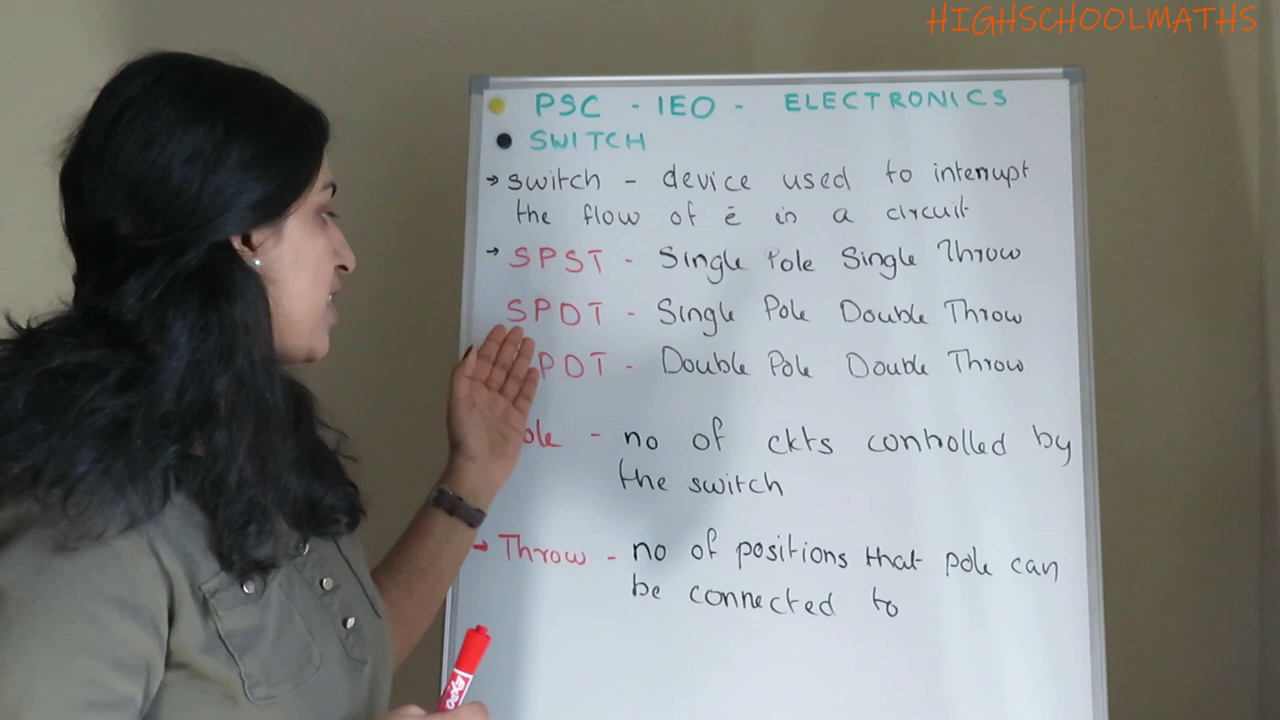 HIGHSCHOOLMATHS
PSC - IEO - ELECTRONICS
SWITCH
→ switch - device used to interrupt
the flow of ē in a circuit
→ SPST - Single Pole Single Throw
SPDT - Single Pole Double Throw
PDT - Double Pole Double Throw
ole - no of ckts controlled by
the switch
→ Throw - no of positions that pole can
be connected to